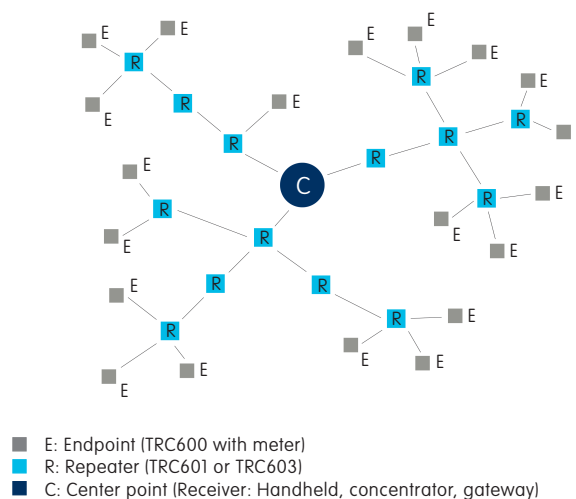 E
E
E
E
E
R
E
R
E
R
E
R
R
R
E
R
C
E
R
R
E
E
R
E
E
R
R
E
E
R
R
E
E
E
E
E: Endpoint (TRC600 with meter)
R: Repeater (TRC601 or TRC603)
C: Center point (Receiver: Handheld, concentrator, gateway)